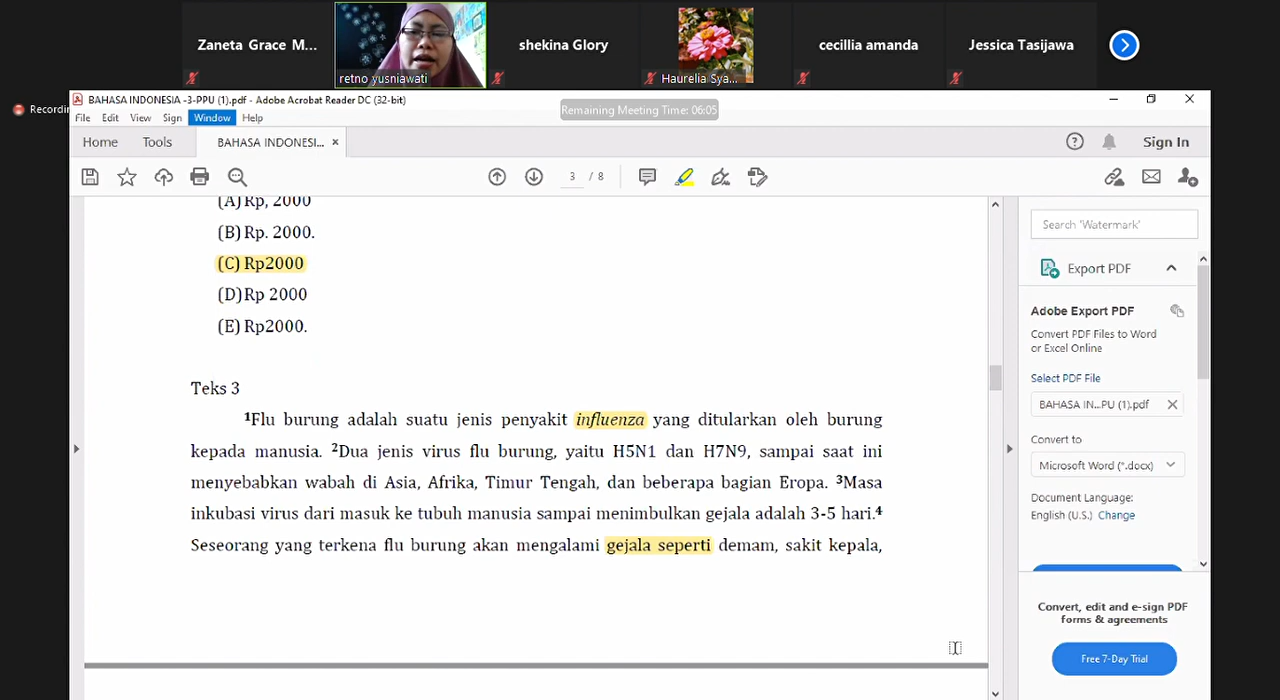 Zaneta Grace M...
retno yusniawati
shekina Glory
Haurelia Sya...
cecillia amanda
Jessica Tasijawa
Recordin
BAHASA INDONESIA -3-PPU (1).pdf - Adobe Acrobat Reader DC (32-bit)
Remaining Meeting Time: 06:05
File Edit View Sign Window Help
Home Tools BAHASA INDONESI... ×
Sign In
3 / 8
(A) Rp, 2000
(B) Rp. 2000.
(C) Rp2000
(D) Rp 2000
(E) Rp2000.
Teks 3
¹Flu burung adalah suatu jenis penyakit influenza yang ditularkan oleh burung
kepada manusia. ²Dua jenis virus flu burung, yaitu H5N1 dan H7N9, sampai saat ini
menyebabkan wabah di Asia, Afrika, Timur Tengah, dan beberapa bagian Eropa. ³Masa
inkubasi virus dari masuk ke tubuh manusia sampai menimbulkan gejala adalah 3-5 hari.⁴
Seseorang yang terkena flu burung akan mengalami gejala seperti demam, sakit kepala,
Search 'Watermark'
Export PDF
Adobe Export PDF
Convert PDF Files to Word
or Excel Online
Select PDF File
BAHASA IN...PU (1).pdf
Convert to
Microsoft Word (*.docx)
Document Language:
English (U.S.) Change
Convert, edit and e-sign PDF
forms & agreements
Free 7-Day Trial